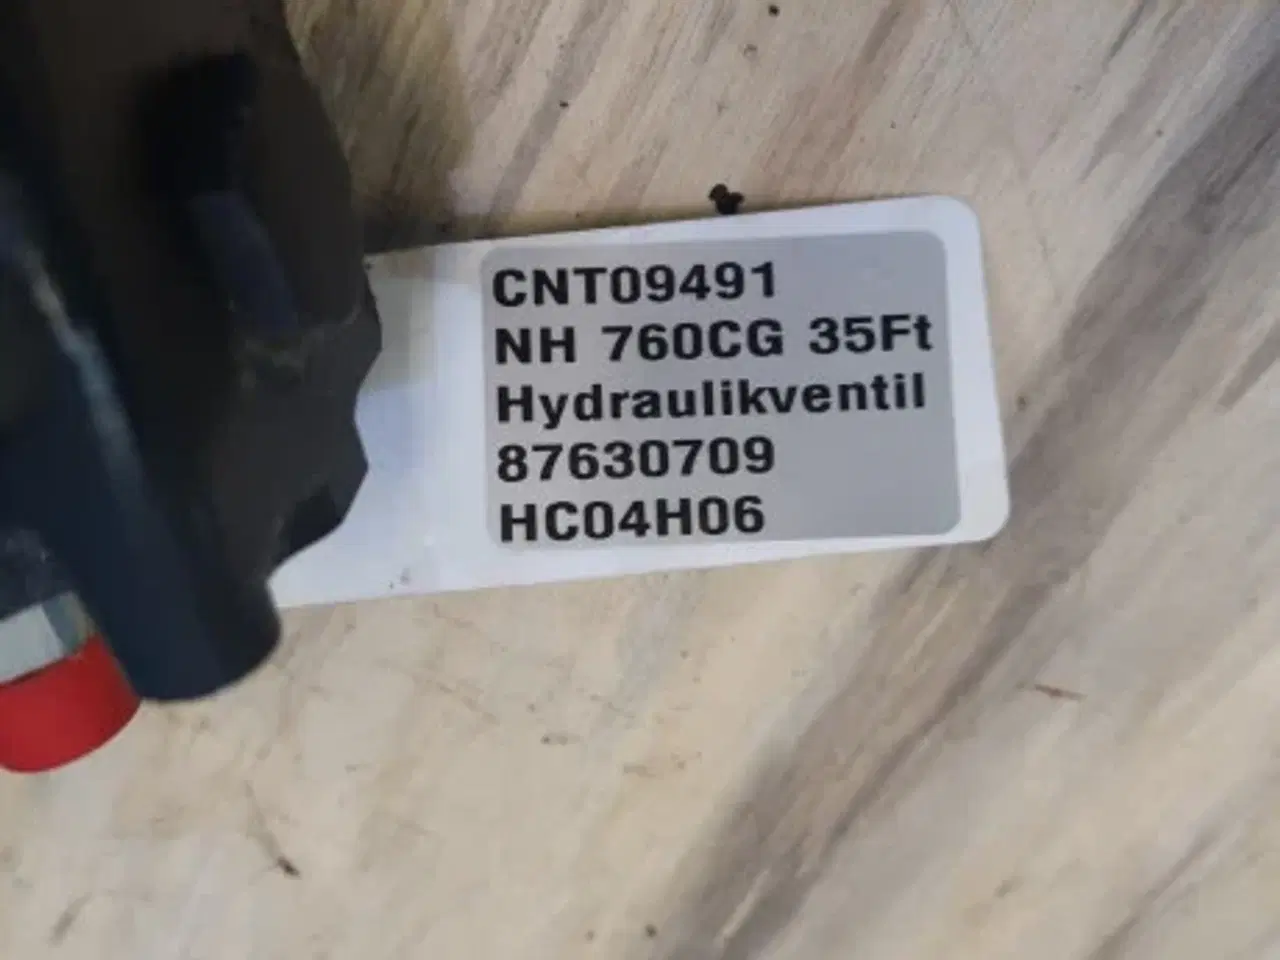 CNT09491
NH 760CG 35Ft
Hydraulikventil
87630709
HC04H06